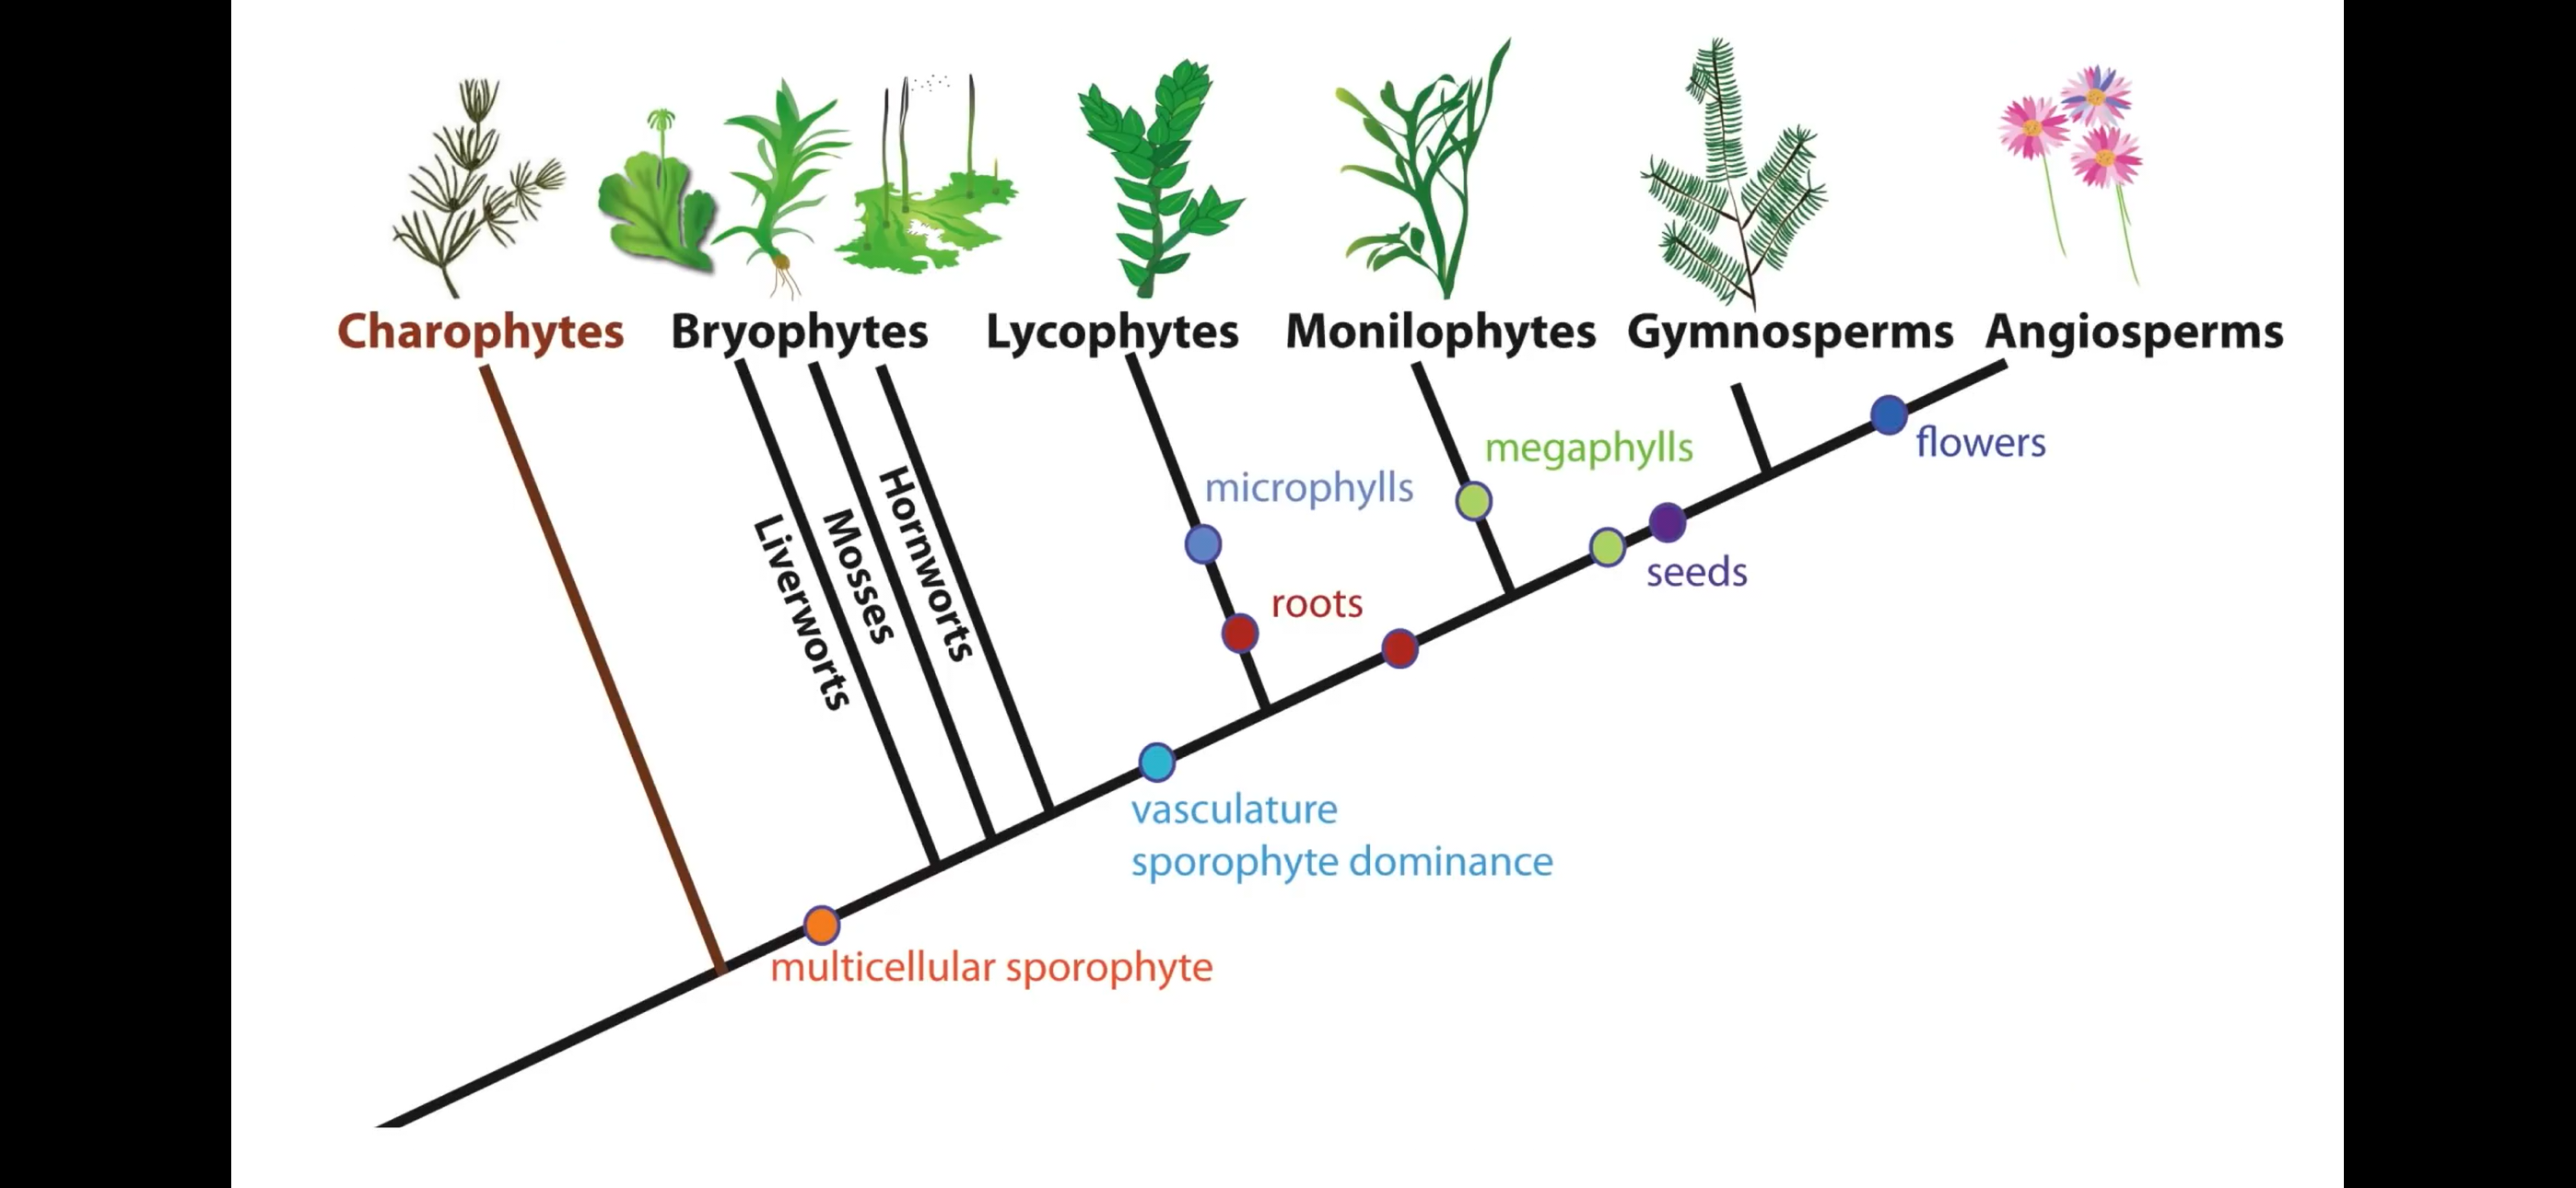 Charophytes
Bryophytes
Lycophytes
Monilophytes
Gymnosperms
Angiosperms
flowers
megaphylls
microphylls
Hornworts
Mosses
Liverworts
seeds
roots
vasculature
sporophyte dominance
multicellular sporophyte